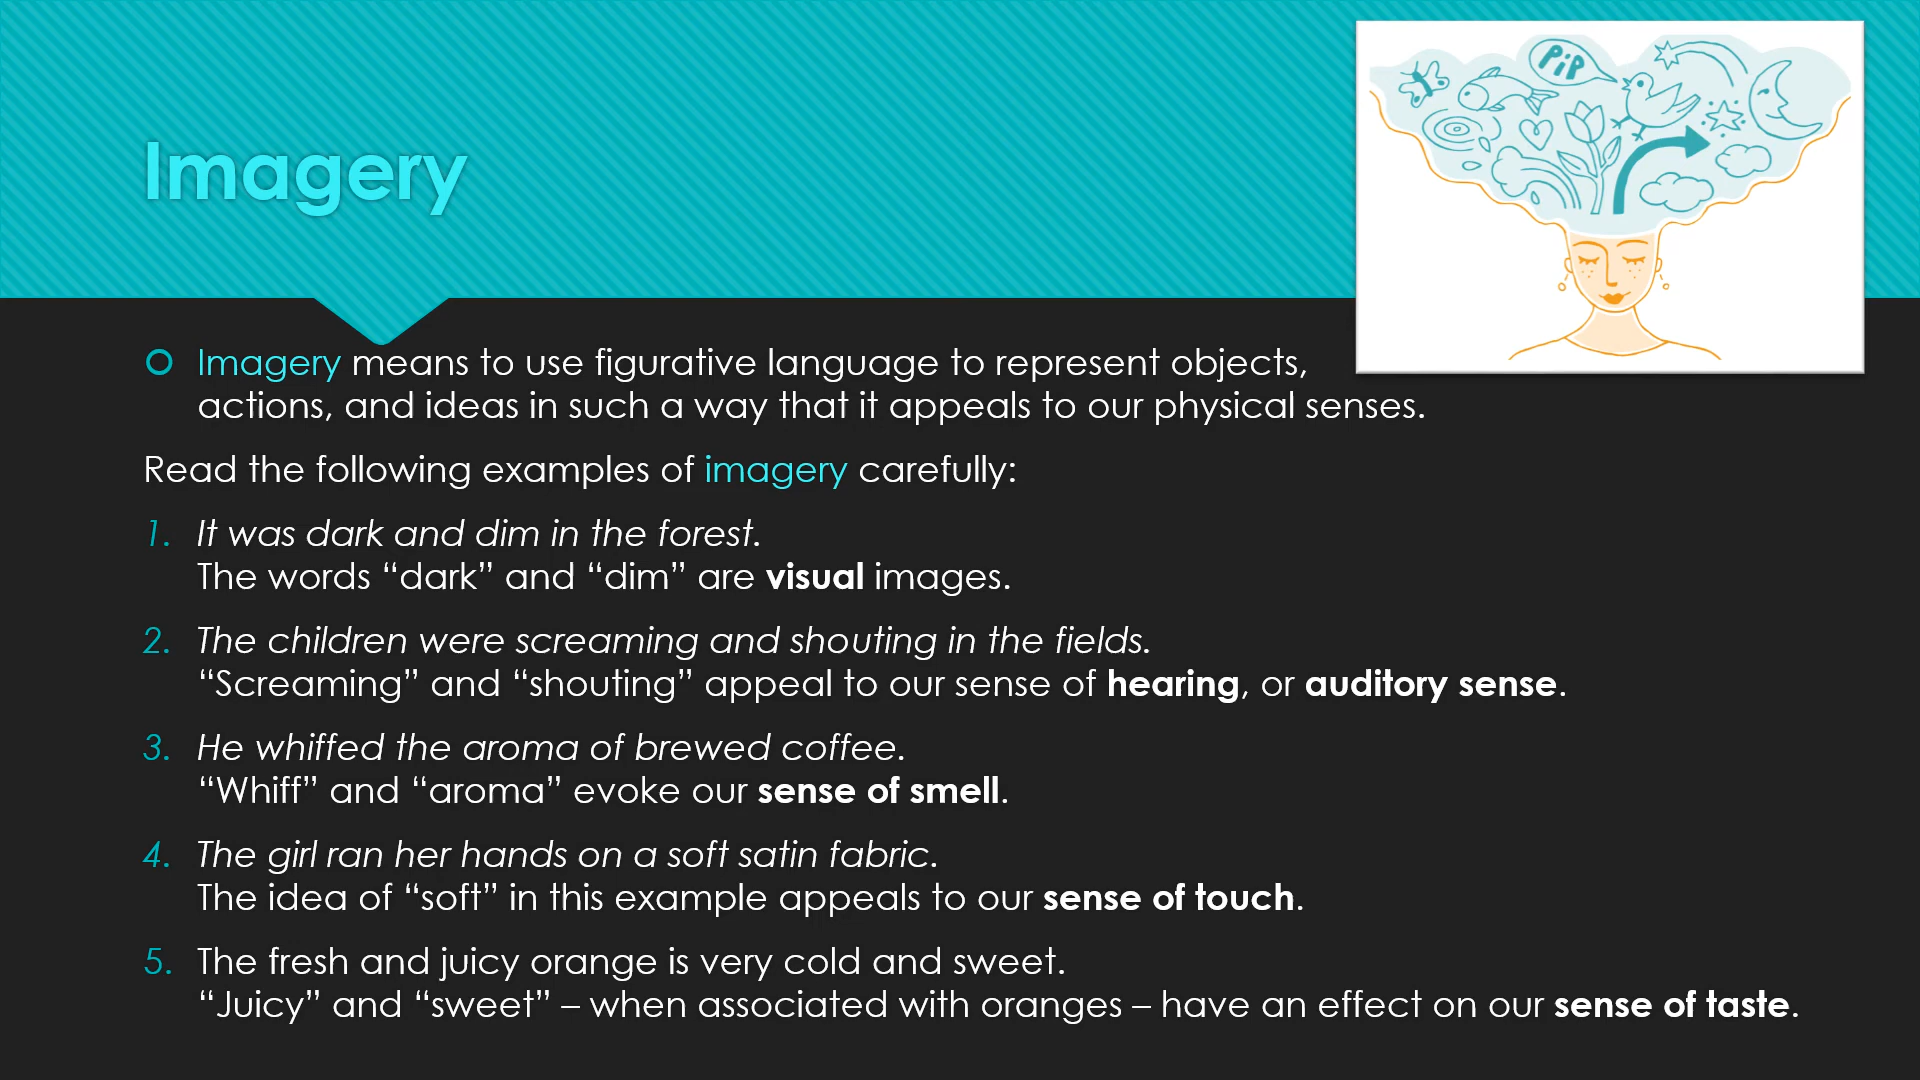 Imagery
PiP
Imagery means to use figurative language to represent objects,
actions, and ideas in such a way that it appeals to our physical senses.
Read the following examples of imagery carefully:
1. It was dark and dim in the forest.
The words “dark” and “dim” are visual images.
2. The children were screaming and shouting in the fields.
“Screaming” and “shouting” appeal to our sense of hearing, or auditory sense.
3. He whiffed the aroma of brewed coffee.
“Whiff” and “aroma” evoke our sense of smell.
4. The girl ran her hands on a soft satin fabric.
The idea of “soft” in this example appeals to our sense of touch.
5. The fresh and juicy orange is very cold and sweet.
“Juicy” and “sweet” – when associated with oranges – have an effect on our sense of taste.